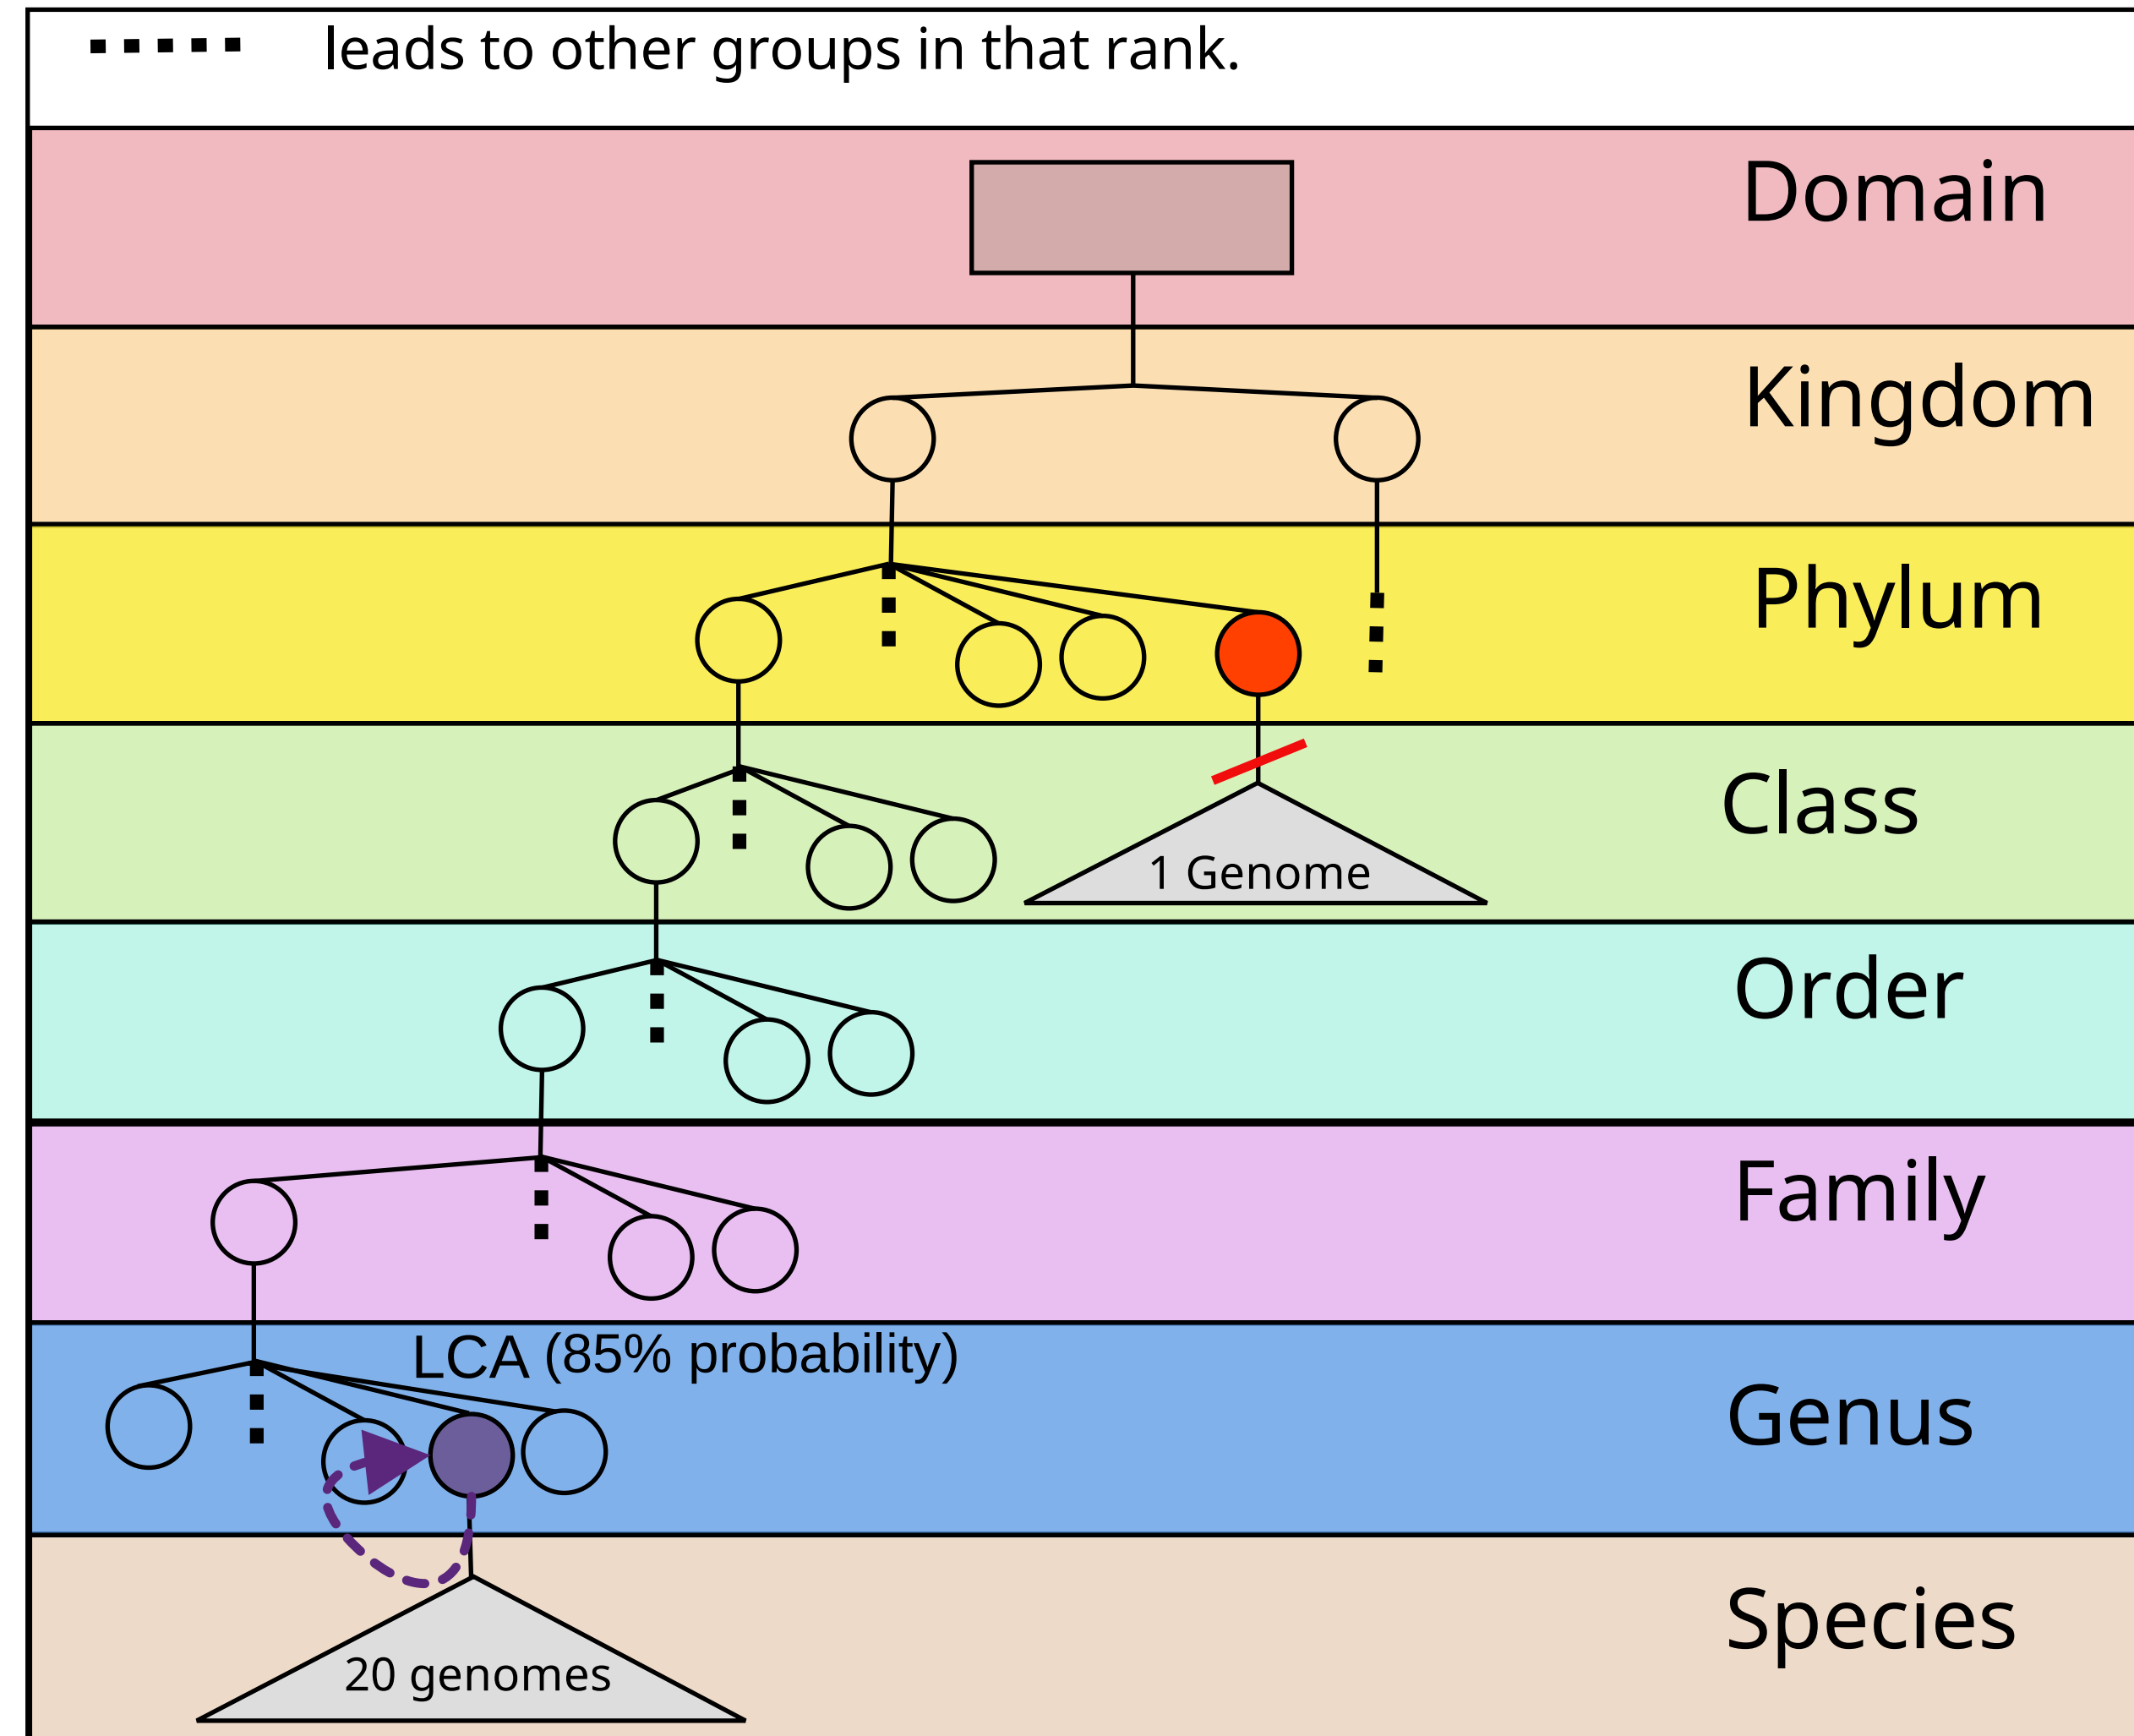 leads to other groups in that rank.
Domain
Kingdom
Phylum
Class
1 Genome
Order
Family
LCA (85% probability)
Genus
Species
20 genomes